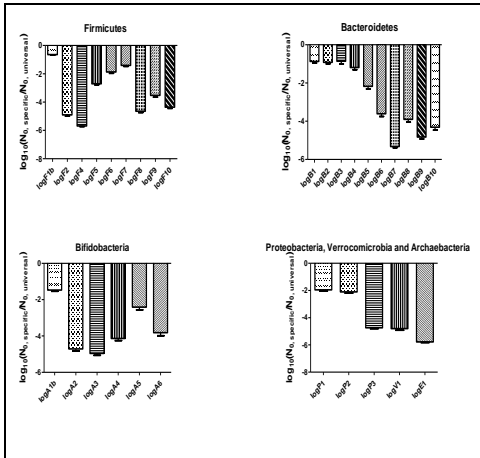 Firmicutes
log10(N0, specific/N0, universal)
0
-2
-4
-6
-8
logF1b
logF2
logF4
logF5
logF6
logF7
logF8
logF9
logF10
Bacteroidetes
log10(N0, specific/N0, universal)
0
-2
-4
-6
logB1
logB2
logB3
logB4
logB5
logB6
logB7
logB8
logB9
logB10
Bifidobacteria
log10(N0, specific/N0, universal)
0
-2
-4
-6
logA1b
logA2
logA3
logA4
logA5
logA6
Proteobacteria, Verrocomicrobia and Archaebacteria
log10(N0, specific/N0, universal)
0
-2
-4
-6
-8
logP1
logP2
logP3
logV1
logE1